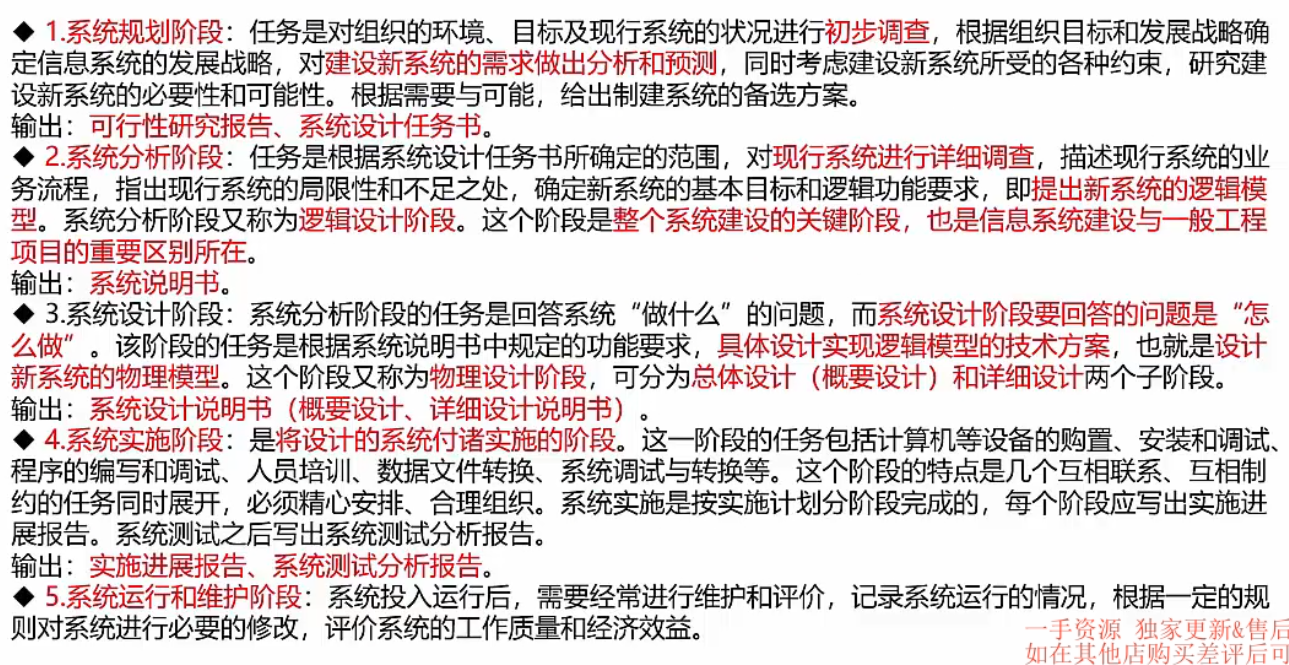 ◆ 1.系统规划阶段：任务是对组织的环境、目标及现行系统的状况进行初步调查，根据组织目标和发展战略确
定信息系统的发展战略，对建设新系统的需求做出分析和预测，同时考虑建设新系统所受的各种约束，研究建
设新系统的必要性和可能性。根据需要与可能，给出制建系统的备选方案。
输出：可行性研究报告、系统设计任务书。
◆ 2.系统分析阶段：任务是根据系统设计任务书所确定的范围，对现行系统进行详细调查，描述现行系统的业
务流程，指出现行系统的局限性和不足之处，确定新系统的基本目标和逻辑功能要求，即提出新系统的逻辑模
型。系统分析阶段又称为逻辑设计阶段。这个阶段是整个系统建设的关键阶段，也是信息系统建设与一般工程
项目的重要区别所在。
输出：系统说明书。
◆ 3.系统设计阶段：系统分析阶段的任务是回答系统“做什么”的问题，而系统设计阶段要回答的问题是“怎
么做”。该阶段的任务是根据系统说明书中规定的功能要求，具体设计实现逻辑模型的技术方案，也就是设计
新系统的物理模型。这个阶段又称为物理设计阶段，可分为总体设计（概要设计）和详细设计两个子阶段。
输出：系统设计说明书（概要设计、详细设计说明书）。
◆ 4.系统实施阶段：是将设计的系统付诸实施的阶段。这一阶段的任务包括计算机等设备的购置、安装和调试、
程序的编写和调试、人员培训、数据文件转换、系统调试与转换等。这个阶段的特点是几个互相联系、互相制
约的任务同时展开，必须精心安排、合理组织。系统实施是按实施计划分阶段完成的，每个阶段应写出实施进
展报告。系统测试之后写出系统测试分析报告。
输出：实施进展报告、系统测试分析报告。
◆ 5.系统运行和维护阶段：系统投入运行后，需要经常进行维护和评价，记录系统运行的情况，根据一定的规
则对系统进行必要的修改，评价系统的工作质量和经济效益。
一手资源 独家更新&售后
如在其他店购买差评后可